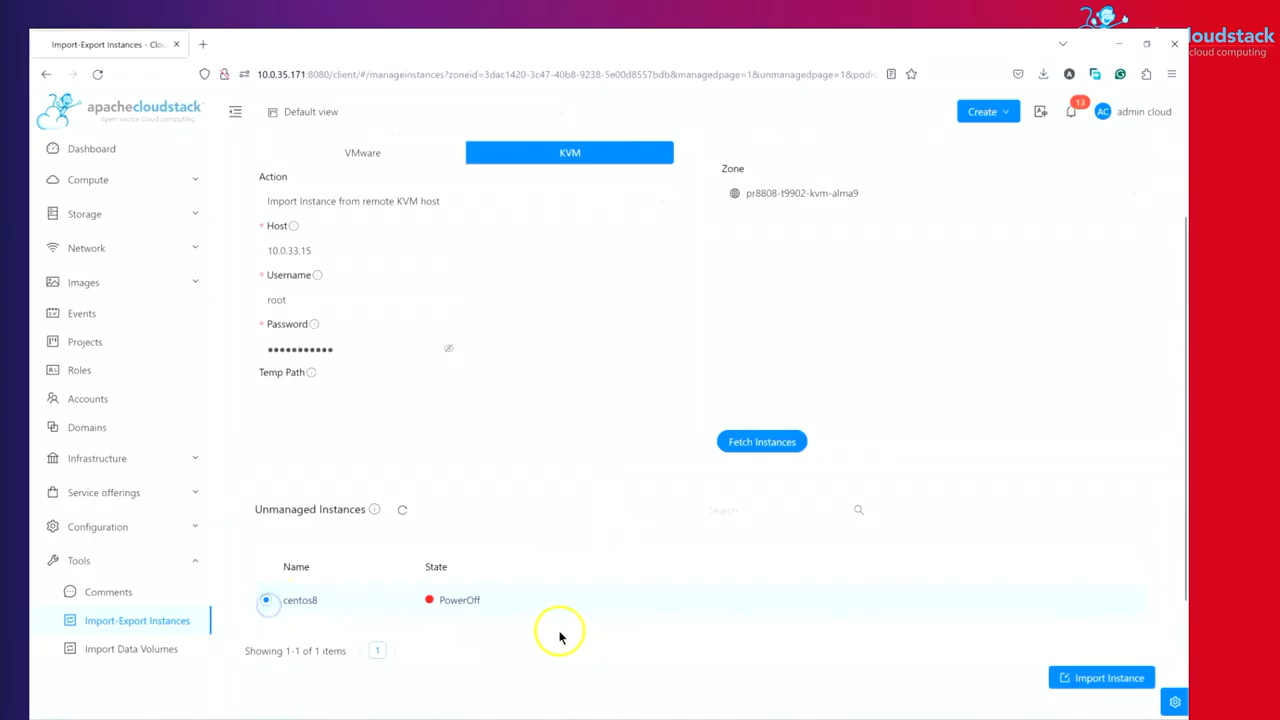 Import-Export Instances - Clou
10.0.35.171:8080/client/#/manageinstances?zoneid=3dac1420-3c47-40b8-9238-5e00d8557bdb&managedpage=1&unmanagedpage=1&podi
oudstack
cloud computing
apachecloudstack
open source cloud computing
Default view
Create
13
AC
admin cloud
Dashboard
Compute
Storage
Network
Images
Events
Projects
Roles
Accounts
Domains
Infrastructure
Service offerings
Configuration
Tools
Comments
Import-Export Instances
Import Data Volumes
VMware
KVM
Action
Import Instance from remote KVM host
* Host
10.0.33.15
* Username
root
* Password
•••••••••••
Temp Path
Zone
pr8808-t9902-kvm-alma9
Fetch Instances
Unmanaged Instances
Search
Name State
centos8 PowerOff
Showing 1-1 of 1 items
1
Import Instance